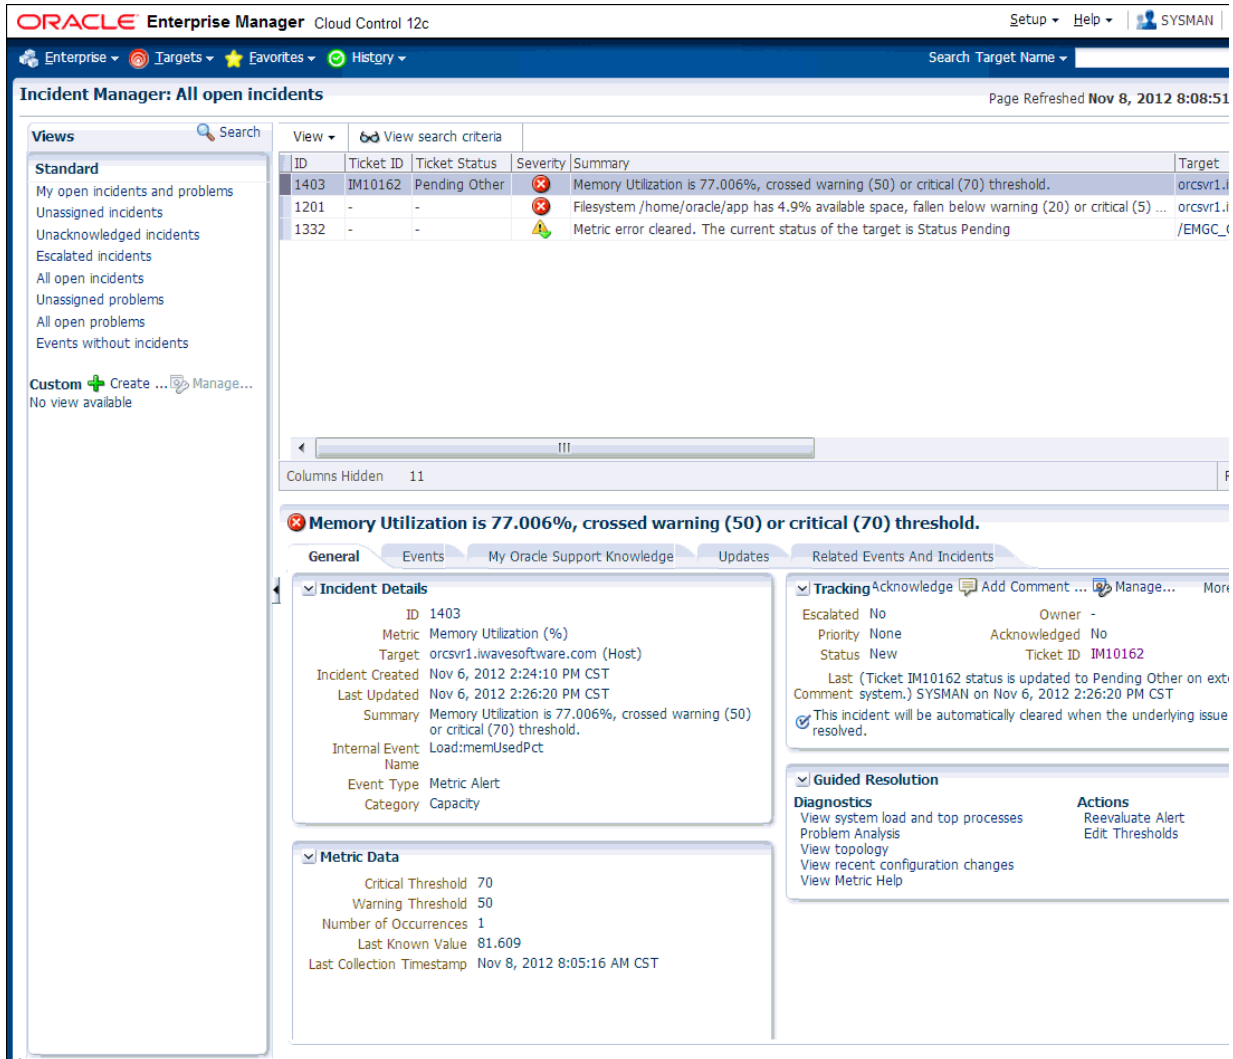 ORACLE Enterprise Manager Cloud Control 12c
Setup Help SYSMAN
Enterprise Targets Favorites History Search Target Name
Incident Manager: All open incidents
Page Refreshed Nov 8, 2012 8:08:51
Views Search
Standard
My open incidents and problems
Unassigned incidents
Unacknowledged incidents
Escalated incidents
All open incidents
Unassigned problems
All open problems
Events without incidents
Custom Create ... Manage...
No view available
View View search criteria
ID Ticket ID Ticket Status Severity Summary Target
1403 IM10162 Pending Other Memory Utilization is 77.006%, crossed warning (50) or critical (70) threshold. orcsvr1.i
1201 - - Filesystem /home/oracle/app has 4.9% available space, fallen below warning (20) or critical (5) ... orcsvr1.i
1332 - - Metric error cleared. The current status of the target is Status Pending /EMGC_
Columns Hidden 11
Memory Utilization is 77.006%, crossed warning (50) or critical (70) threshold.
General Events My Oracle Support Knowledge Updates Related Events And Incidents
Incident Details
ID 1403
Metric Memory Utilization (%)
Target orcsvr1.iwavesoftware.com (Host)
Incident Created Nov 6, 2012 2:24:10 PM CST
Last Updated Nov 6, 2012 2:26:20 PM CST
Summary Memory Utilization is 77.006%, crossed warning (50)
or critical (70) threshold.
Internal Event Load:memUsedPct
Name
Event Type Metric Alert
Category Capacity
Metric Data
Critical Threshold 70
Warning Threshold 50
Number of Occurrences 1
Last Known Value 81.609
Last Collection Timestamp Nov 8, 2012 8:05:16 AM CST
Tracking Acknowledge Add Comment ... Manage... More
Escalated No Owner -
Priority None Acknowledged No
Status New Ticket ID IM10162
Last (Ticket IM10162 status is updated to Pending Other on exte
Comment system.) SYSMAN on Nov 6, 2012 2:26:20 PM CST
This incident will be automatically cleared when the underlying issue
resolved.
Guided Resolution
Diagnostics Actions
View system load and top processes Reevaluate Alert
Problem Analysis Edit Thresholds
View topology
View recent configuration changes
View Metric Help